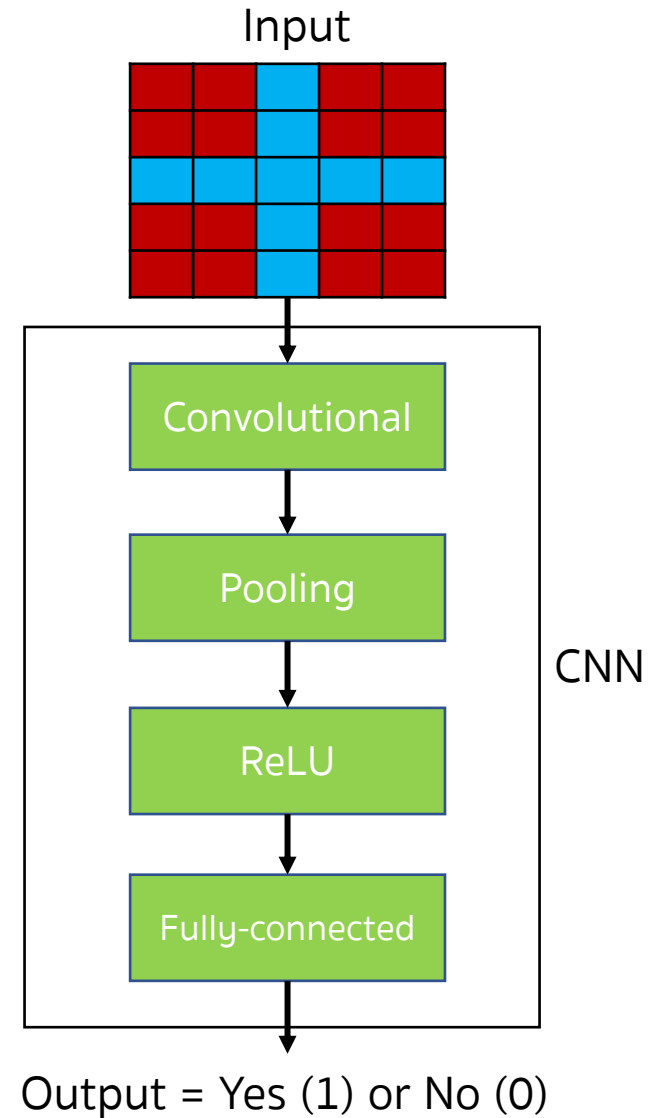 Input
Convolutional
Pooling
CNN
ReLU
Fully-connected
Output = Yes (1) or No (0)